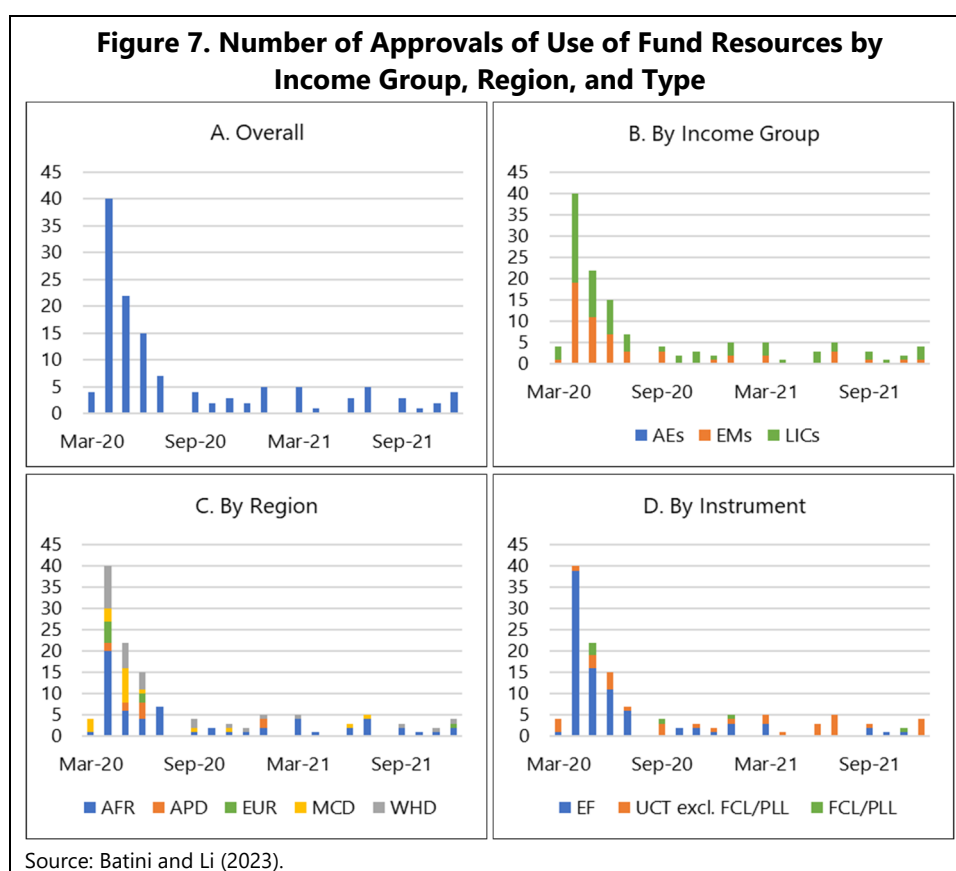 Figure 7. Number of Approvals of Use of Fund Resources by
Income Group, Region, and Type
A. Overall
45
40
35
30
25
20
15
10
5
0
Mar-20 Sep-20 Mar-21 Sep-21
B. By Income Group
45
40
35
30
25
20
15
10
5
0
Mar-20 Sep-20 Mar-21 Sep-21
AEs EMs LICs
C. By Region
45
40
35
30
25
20
15
10
5
0
Mar-20 Sep-20 Mar-21 Sep-21
AFR APD EUR MCD WHD
D. By Instrument
45
40
35
30
25
20
15
10
5
0
Mar-20 Sep-20 Mar-21 Sep-21
EF UCT excl. FCL/PLL FCL/PLL
Source: Batini and Li (2023).